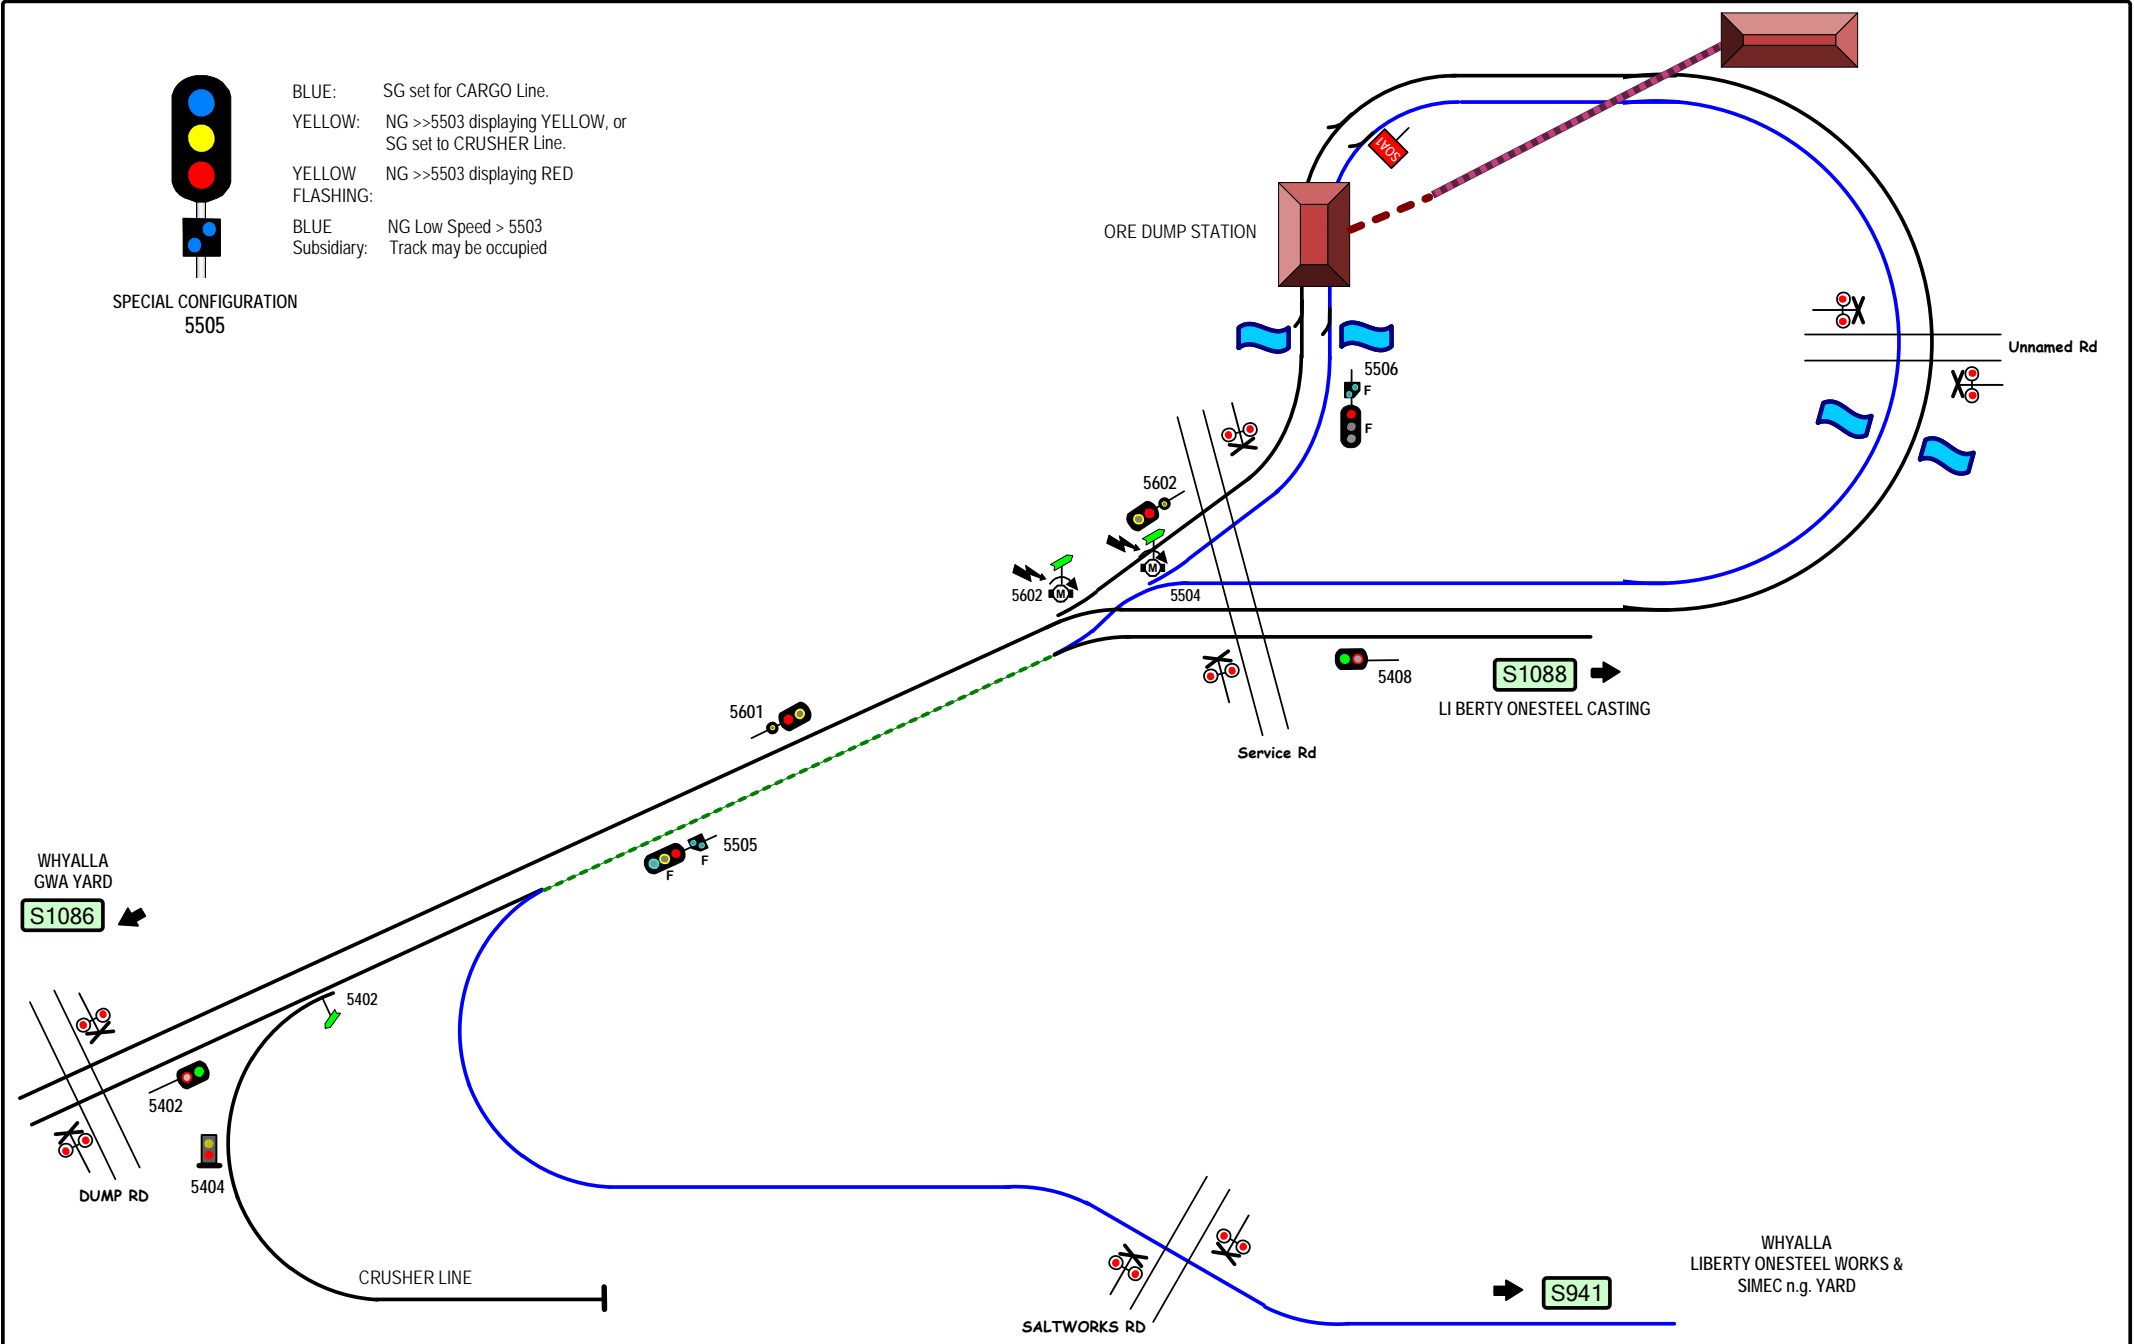 BLUE: SG set for CARGO Line.
YELLOW: NG >>5503 displaying YELLOW, or
SG set to CRUSHER Line.
YELLOW NG >>5503 displaying RED
FLASHING:
BLUE NG Low Speed > 5503
Subsidiary: Track may be occupied
SPECIAL CONFIGURATION
5505
SOA1
ORE DUMP STATION
Unnamed Rd
5506
F
F
5602
M
5602
M
5504
5408
S1088
LI BERTY ONESTEEL CASTING
5601
Service Rd
5505
F
F
WHYALLA
GWA YARD
S1086
5402
5402
5404
DUMP RD
CRUSHER LINE
WHYALLA
LIBERTY ONESTEEL WORKS &
SIMEC n.g. YARD
S941
SALTWORKS RD